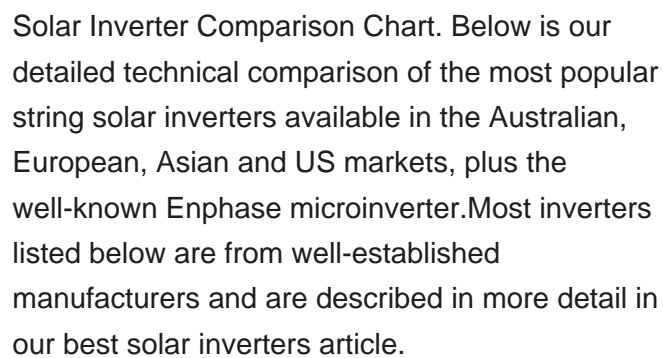 Solar Inverter Comparison Chart. Below is our
detailed technical comparison of the most popular
string solar inverters available in the Australian,
European, Asian and US markets, plus the
well-known Enphase microinverter.Most inverters
listed below are from well-established
manufacturers and are described in more detail in
our best solar inverters article.